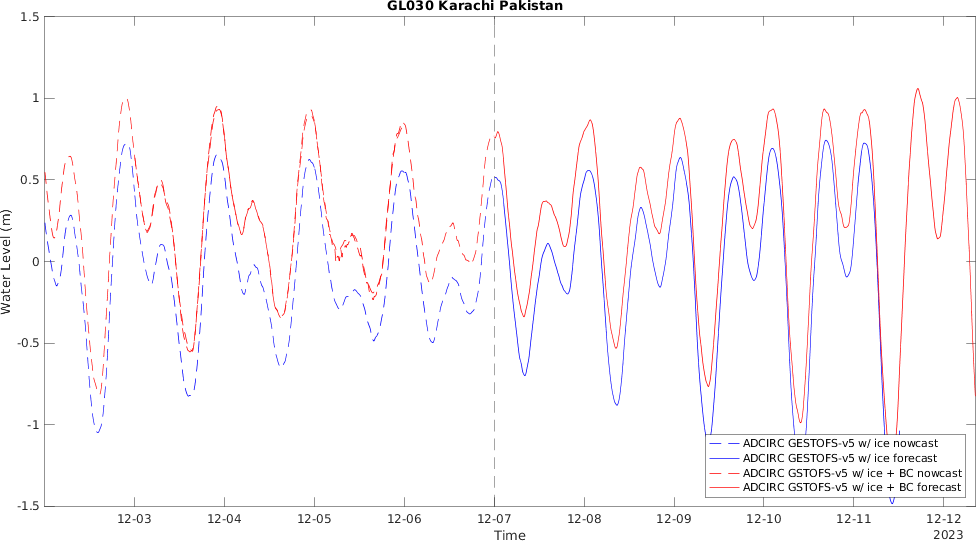 GL030 Karachi Pakistan
1.5
1
0.5
0
-0.5
-1
-1.5
Water Level (m)
12-03 12-04 12-05 12-06 12-07 12-08 12-09 12-10 12-11 12-12
Time
2023
ADCIRC GESTOFS-v5 w/ ice nowcast
ADCIRC GESTOFS-v5 w/ ice forecast
ADCIRC GSTOFS-v5 w/ ice + BC nowcast
ADCIRC GSTOFS-v5 w/ ice + BC forecast